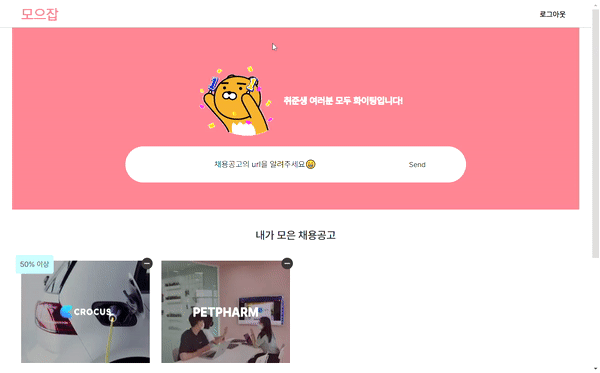 모으잡
로그아웃
취준생 여러분 모두 화이팅입니다!
채용공고의 url을 알려주세요😀
Send
내가 모은 채용공고
50% 이상
CROCUS
PETPHARM